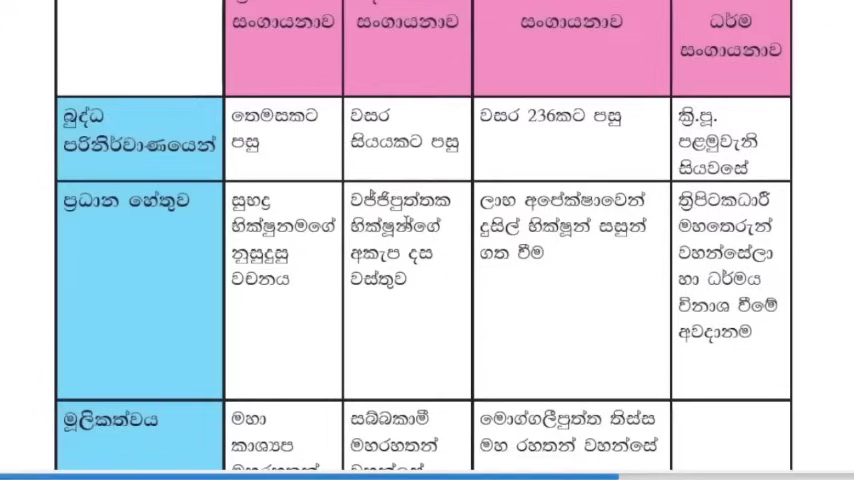 සංගායනාව
සංගායනාව
සංගායනාව
ධර්ම
සංගායනාව
බුද්ධ
පරිනිර්වාණයෙන්
තෙමසකට
පසු
වසර
සියයකට පසු
වසර 236කට පසු
ක්‍රි.පූ.
පළමුවැනි
සියවසේ
ප්‍රධාන හේතුව
සුභද්‍ර
භික්ෂුනමගේ
නුසුදුසු
වචනය
වජ්ජිපුත්තක
භික්ෂූන්ගේ
අකැප දස
වස්තුව
ලාභ අපේක්ෂාවෙන්
දුසිල් භික්ෂූන් සසුන්
ගත වීම
ත්‍රිපිටකධාරී
මහතෙරුන්
වහන්සේලා
හා ධර්මය
විනාශ වීමේ
අවදානම
මූලිකත්වය
මහා
කාශ්‍යප
සබ්බකාමී
මහරහතන්
මොග්ගලීපුත්ත තිස්ස
මහ රහතන් වහන්සේ